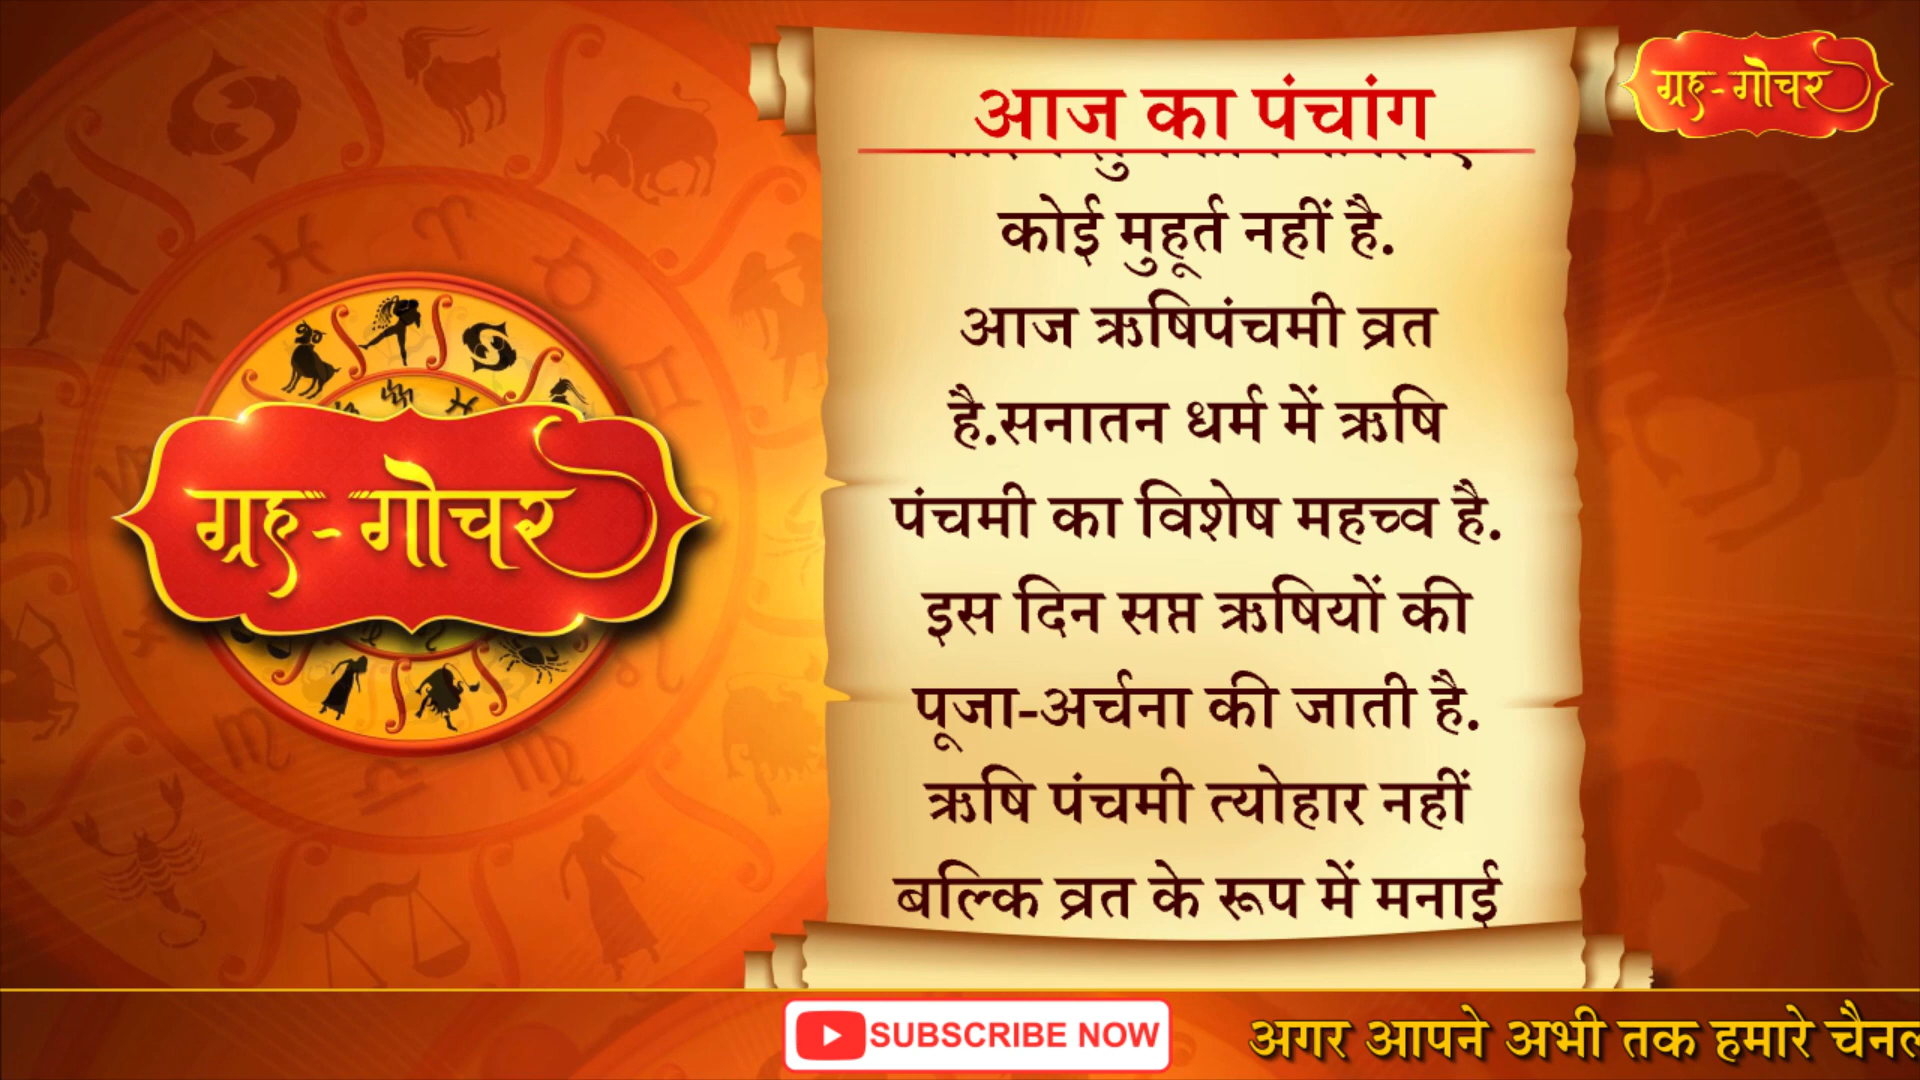 आज का पंचांग
ग्रह-गोचर
कोई मुहूर्त नहीं है.
आज ऋषिपंचमी व्रत
है.सनातन धर्म में ऋषि
पंचमी का विशेष महत्त्व है.
इस दिन सप्त ऋषियों की
पूजा-अर्चना की जाती है.
ऋषि पंचमी त्योहार नहीं
बल्कि व्रत के रूप में मनाई
ग्रह-गोचर
SUBSCRIBE NOW
अगर आपने अभी तक हमारे चैनल